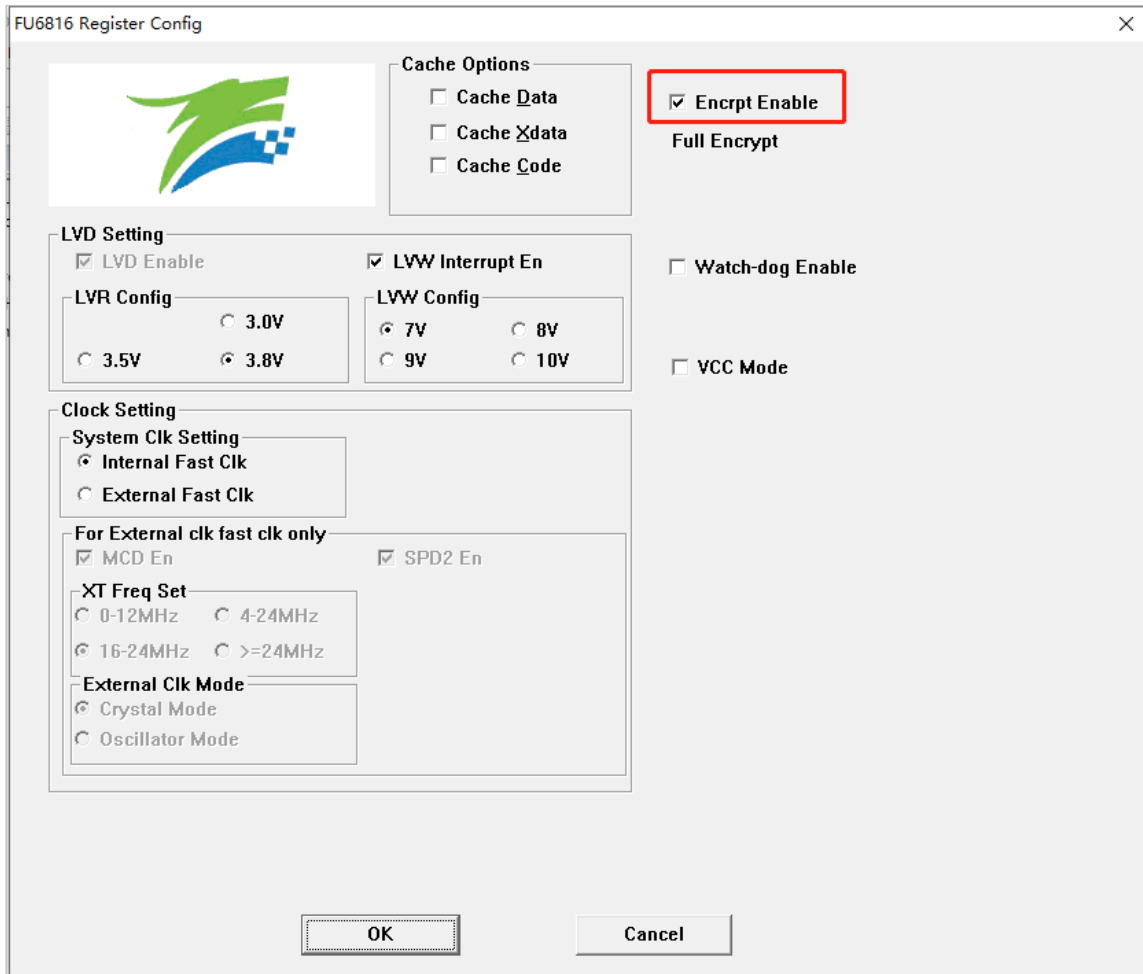 FU6816 Register Config
Cache Options
Cache Data
Cache Xdata
Cache Code
Encrpt Enable
Full Encrypt
LVD Setting
LVD Enable
LVW Interrupt En
LVR Config
3.0V
3.5V
3.8V
LVW Config
7V
8V
9V
10V
Watch-dog Enable
VCC Mode
Clock Setting
System Clk Setting
Internal Fast Clk
External Fast Clk
For External clk fast clk only
MCD En
SPD2 En
XT Freq Set
0-12MHz
4-24MHz
16-24MHz
>=24MHz
External Clk Mode
Crystal Mode
Oscillator Mode
OK
Cancel